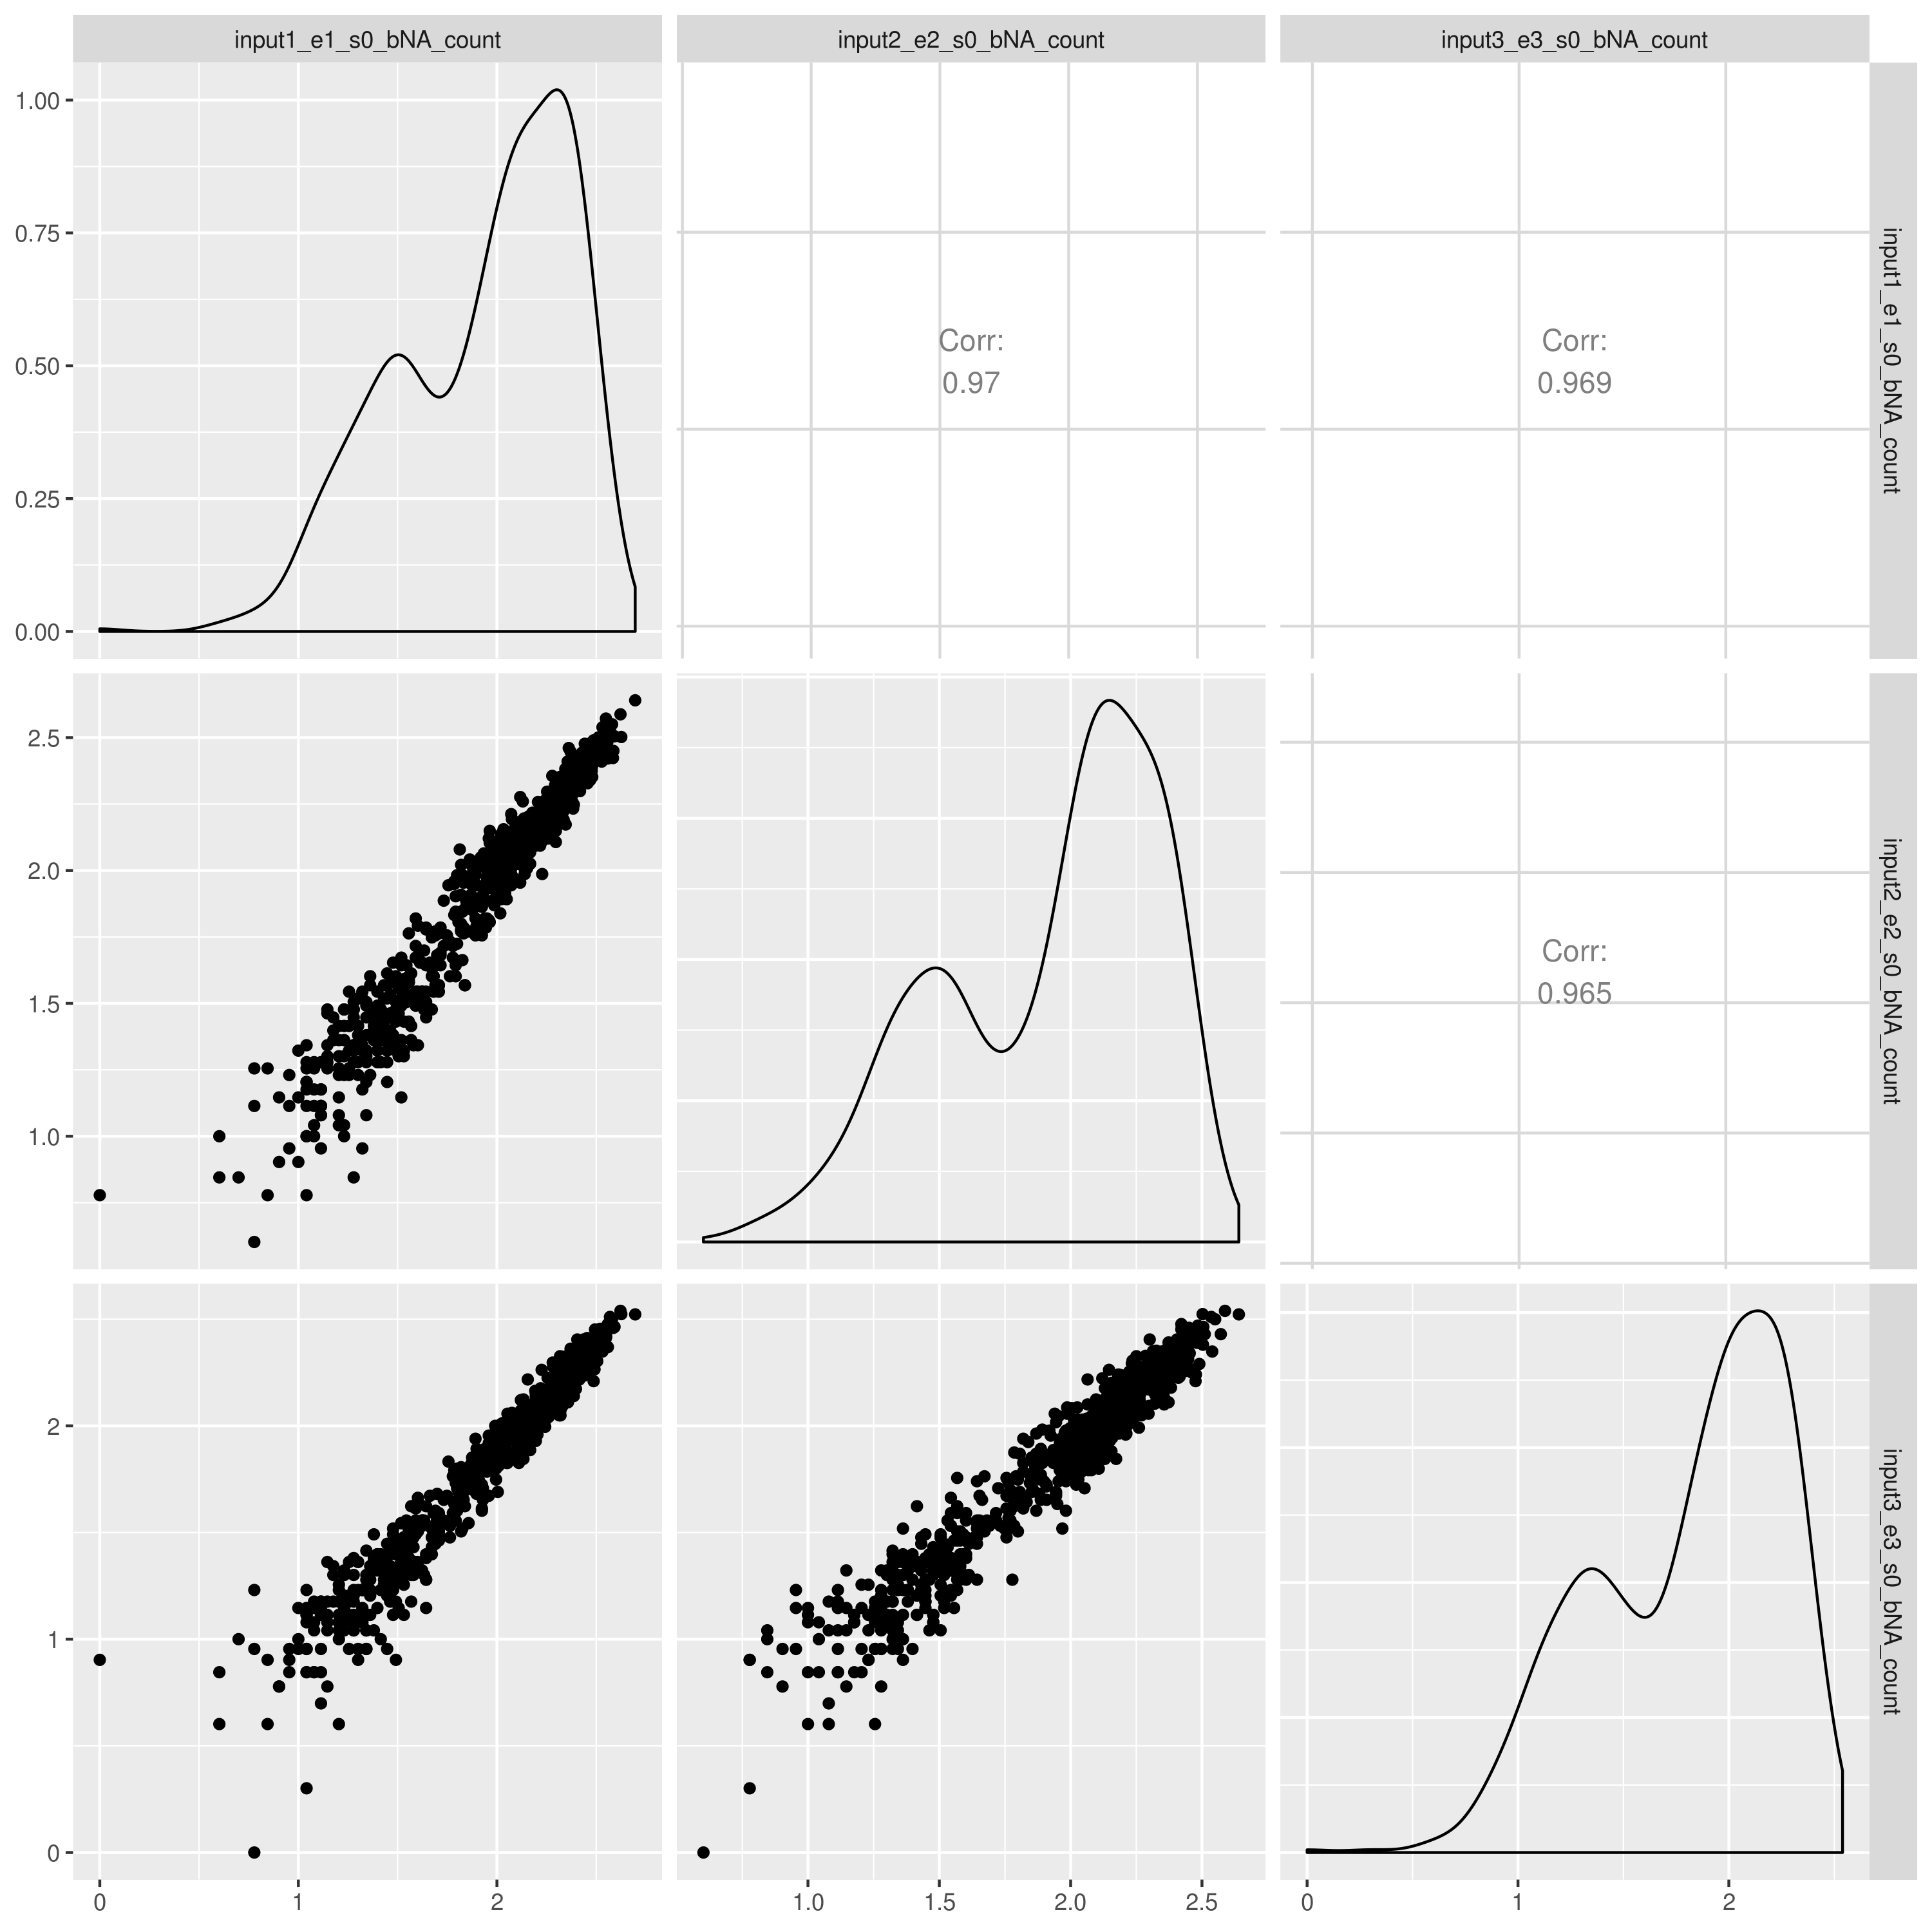 input1_e1_s0_bNA_count
input2_e2_s0_bNA_count
input3_e3_s0_bNA_count
1.00
0.75
0.50
0.25
0.00
Corr:
0.97
Corr:
0.969
input1_e1_s0_bNA_count
2.5
2.0
1.5
1.0
Corr:
0.965
input2_e2_s0_bNA_count
2
1
0
input3_e3_s0_bNA_count
0
1
2
1.0
1.5
2.0
2.5
0
1
2